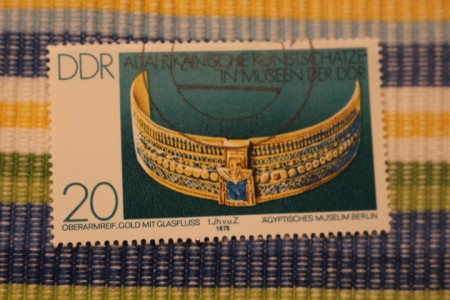 DDR ALTAFRIKANISCHE KUNSTSCHÄTZE
IN MUSEEN DER DDR
20
OBERARMREIF, GOLD MIT GLASFLUSS 1.Jh.v.u.Z. ÄGYPTISCHES MUSEUM BERLIN
1978